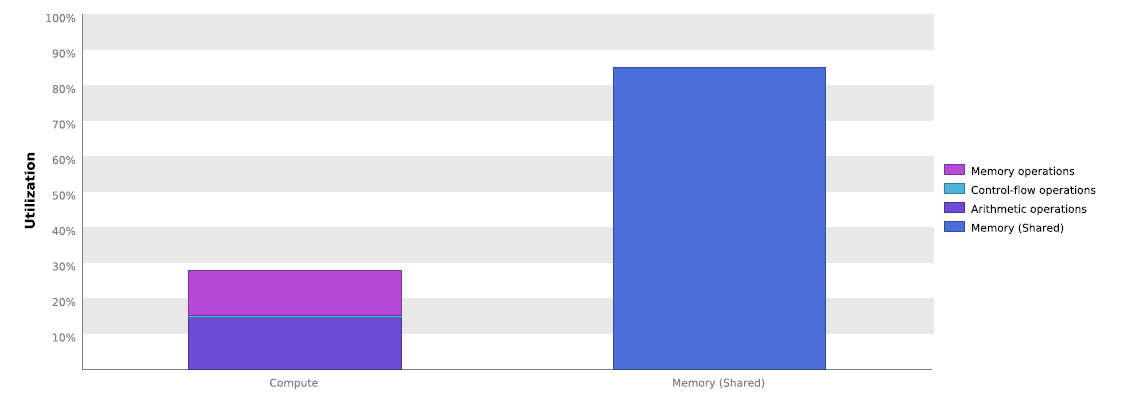 100%
90%
80%
70%
60%
50%
40%
30%
20%
10%
Utilization
Compute
Memory (Shared)
Memory operations
Control-flow operations
Arithmetic operations
Memory (Shared)